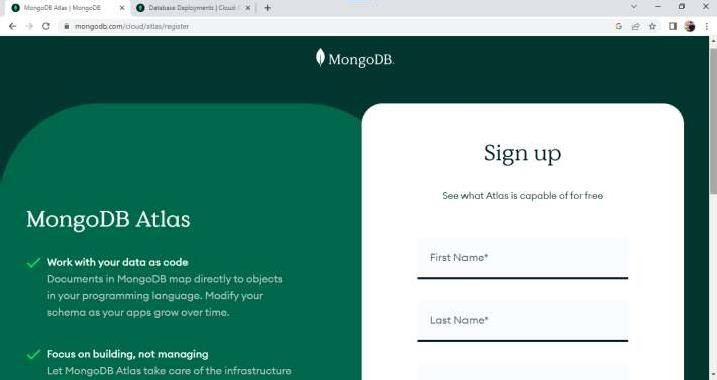 MongoDB Atlas | MongoDB
Database Deployments | Cloud:
mongodb.com/cloud/atlas/register
MongoDB.
Sign up
See what Atlas is capable of for free
MongoDB Atlas
Work with your data as code
Documents in MongoDB map directly to objects
in your programming language. Modify your
schema as your apps grow over time.
Focus on building, not managing
Let MongoDB Atlas take care of the infrastructure
First Name*
Last Name*